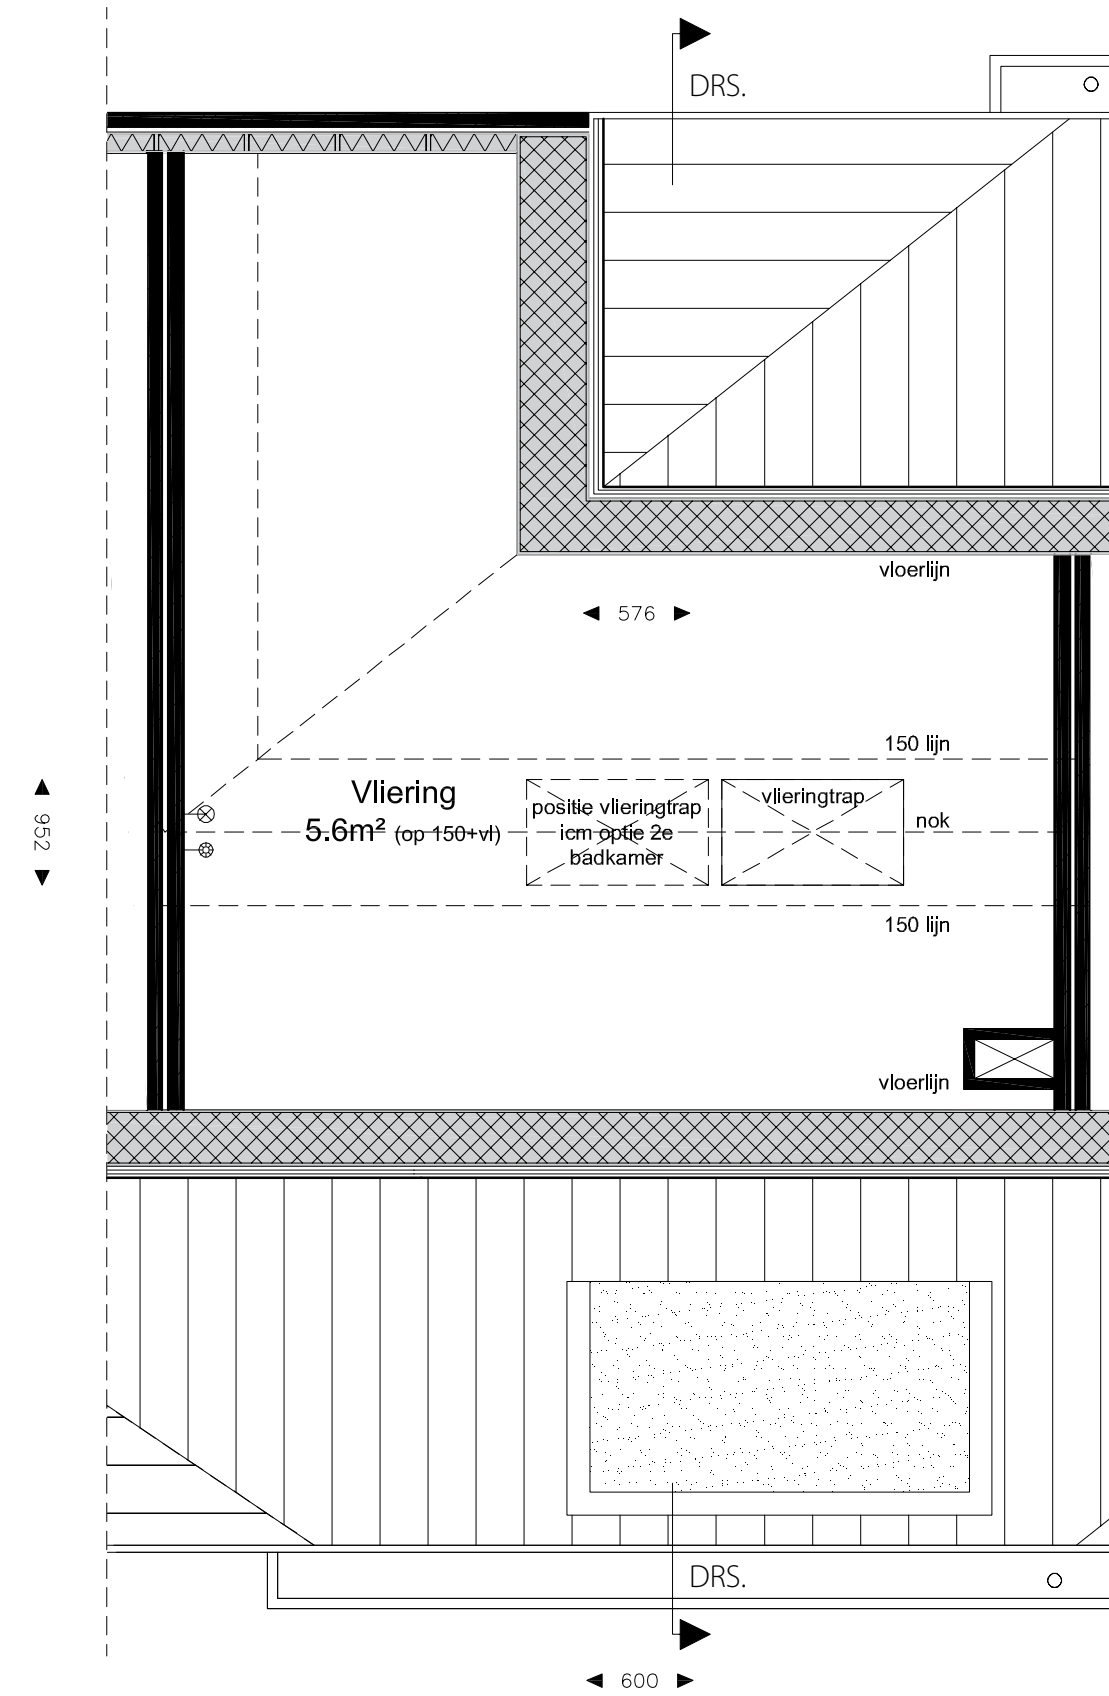 DRS.
vloerlijn
576
150 lijn
Vliering
5.6m² (op 150+vl)
positie vlieringtrap
icm optie 2e
badkamer
vlieringtrap
nok
952
150 lijn
vloerlijn
DRS.
600